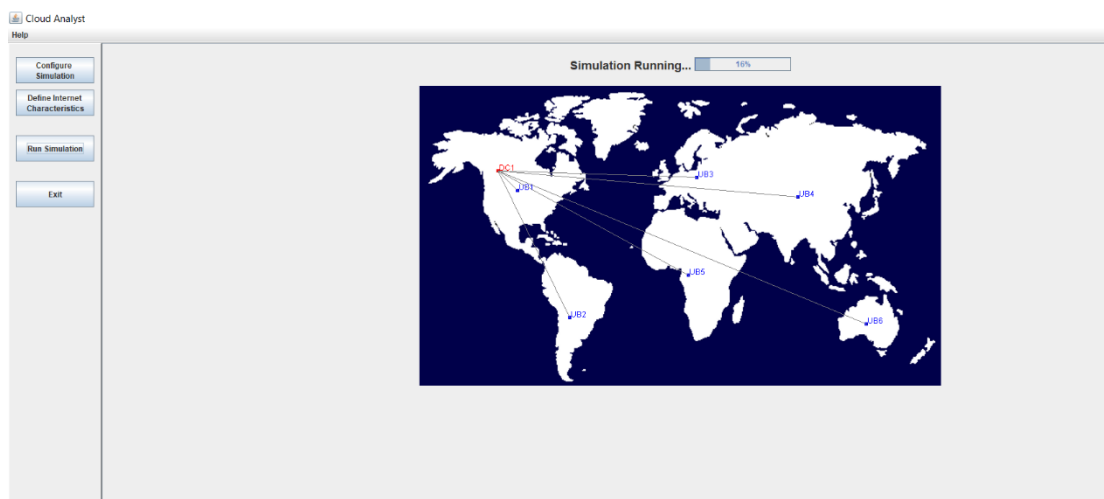 Cloud Analyst
Help
Configure
Simulation
Define Internet
Characteristics
Run Simulation
Exit
Simulation Running... 16%
DC1
UB1
UB3
UB4
UB5
UB2
UB6